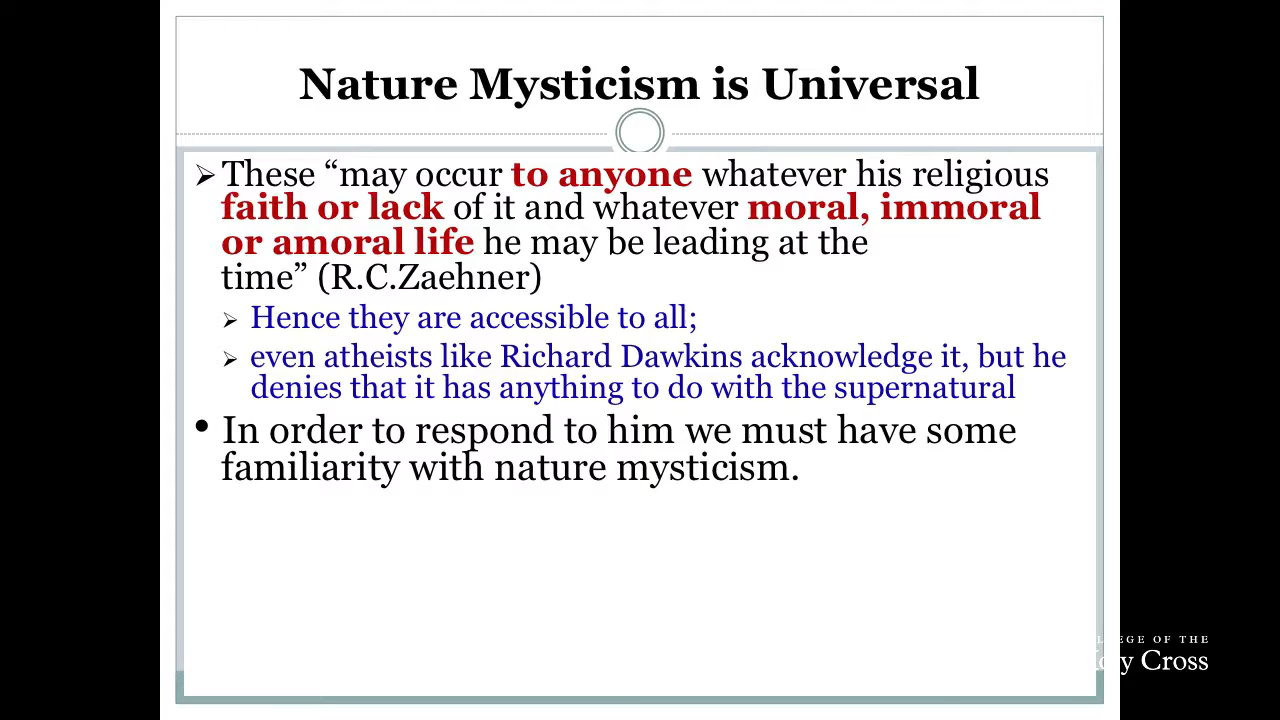 Nature Mysticism is Universal
These “may occur to anyone whatever his religious
faith or lack of it and whatever moral, immoral
or amoral life he may be leading at the
time” (R.C.Zaehner)
Hence they are accessible to all;
even atheists like Richard Dawkins acknowledge it, but he
denies that it has anything to do with the supernatural
• In order to respond to him we must have some
familiarity with nature mysticism.
OF THE
Cross